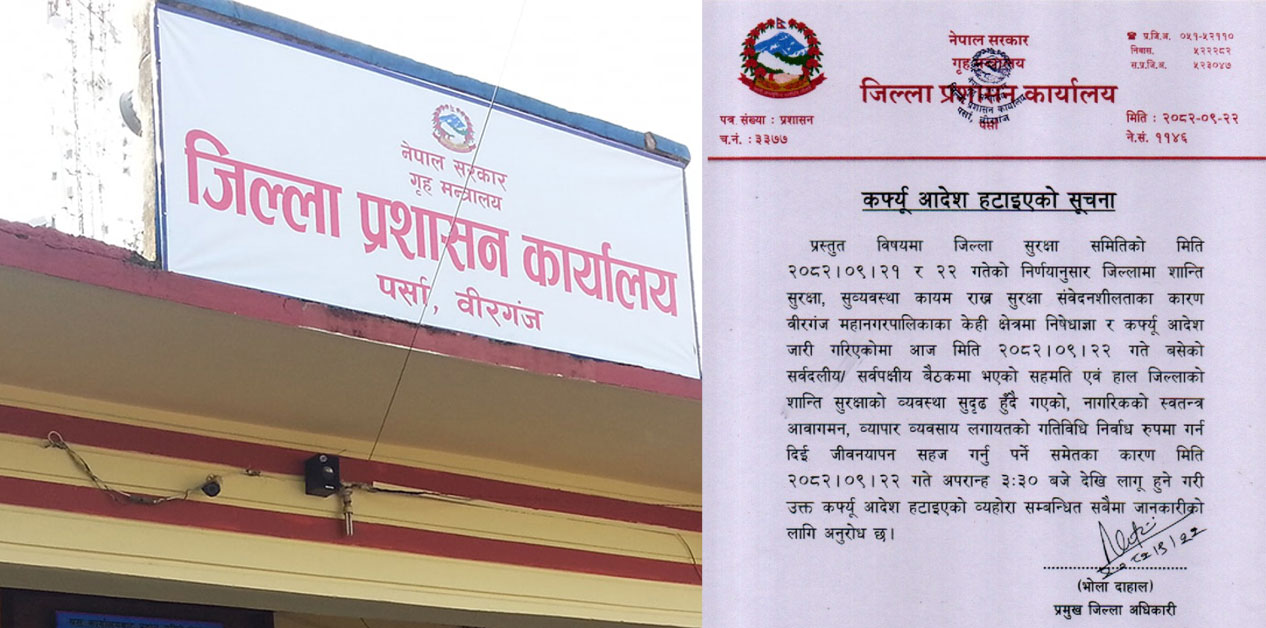 नेपाल सरकार
गृह मन्त्रालय
जिल्ला प्रशासन कार्यालय
पर्सा, वीरगंज
नेपाल सरकार
गृह मन्त्रालय
जिल्ला प्रशासन कार्यालय
पर्सा
प्र.जि.अ. ०५१-५२११०
निवास. ५२२२८२
स.प्र.जि.अ. ५२३०४७
पत्र संख्या : प्रशासन
च.नं. : ३३७७
मिति : २०८२-०९-२२
ने.सं. ११४६
कर्फ्यू आदेश हटाइएको सूचना
प्रस्तुत विषयमा जिल्ला सुरक्षा समितिको मिति
२०८२।०९।२१ र २२ गतेको निर्णयानुसार जिल्लामा शान्ति
सुरक्षा, सुव्यवस्था कायम राख्न सुरक्षा संवेदनशीलताका कारण
वीरगंज महानगरपालिकाका केही क्षेत्रमा निषेधाज्ञा र कर्फ्यू आदेश
जारी गरिएकोमा आज मिति २०८२।०९।२२ गते बसेको
सर्वदलीय/ सर्वपक्षीय बैठकमा भएको सहमति एवं हाल जिल्लाको
शान्ति सुरक्षाको व्यवस्था सुदृढ हुँदै गएको, नागरिकको स्वतन्त्र
आवागमन, व्यापार व्यवसाय लगायतको गतिविधि निर्वाध रुपमा गर्न
दिई जीवनयापन सहज गर्नु पर्ने समेतका कारण मिति
२०८२।०९।२२ गते अपरान्ह ३:३० बजे देखि लागू हुने गरी
उक्त कर्फ्यू आदेश हटाइएको व्यहोरा सम्बन्धित सबैमा जानकारीको
लागि अनुरोध छ।
(भोला दाहाल)
प्रमुख जिल्ला अधिकारी